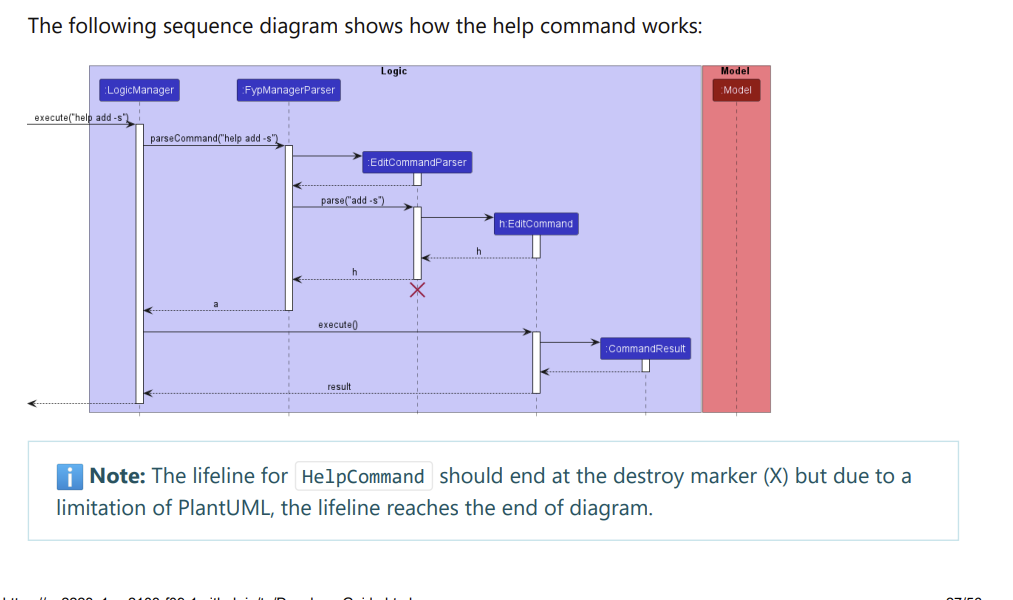 The following sequence diagram shows how the help command works:
Logic
Model
:LogicManager
:FypManagerParser
:Model
execute("help add -s")
parseCommand("help add -s")
:EditCommandParser
parse("add -s")
h:EditCommand
h
h
a
execute()
:CommandResult
result
Note: The lifeline for HelpCommand should end at the destroy marker (X) but due to a
limitation of PlantUML, the lifeline reaches the end of diagram.